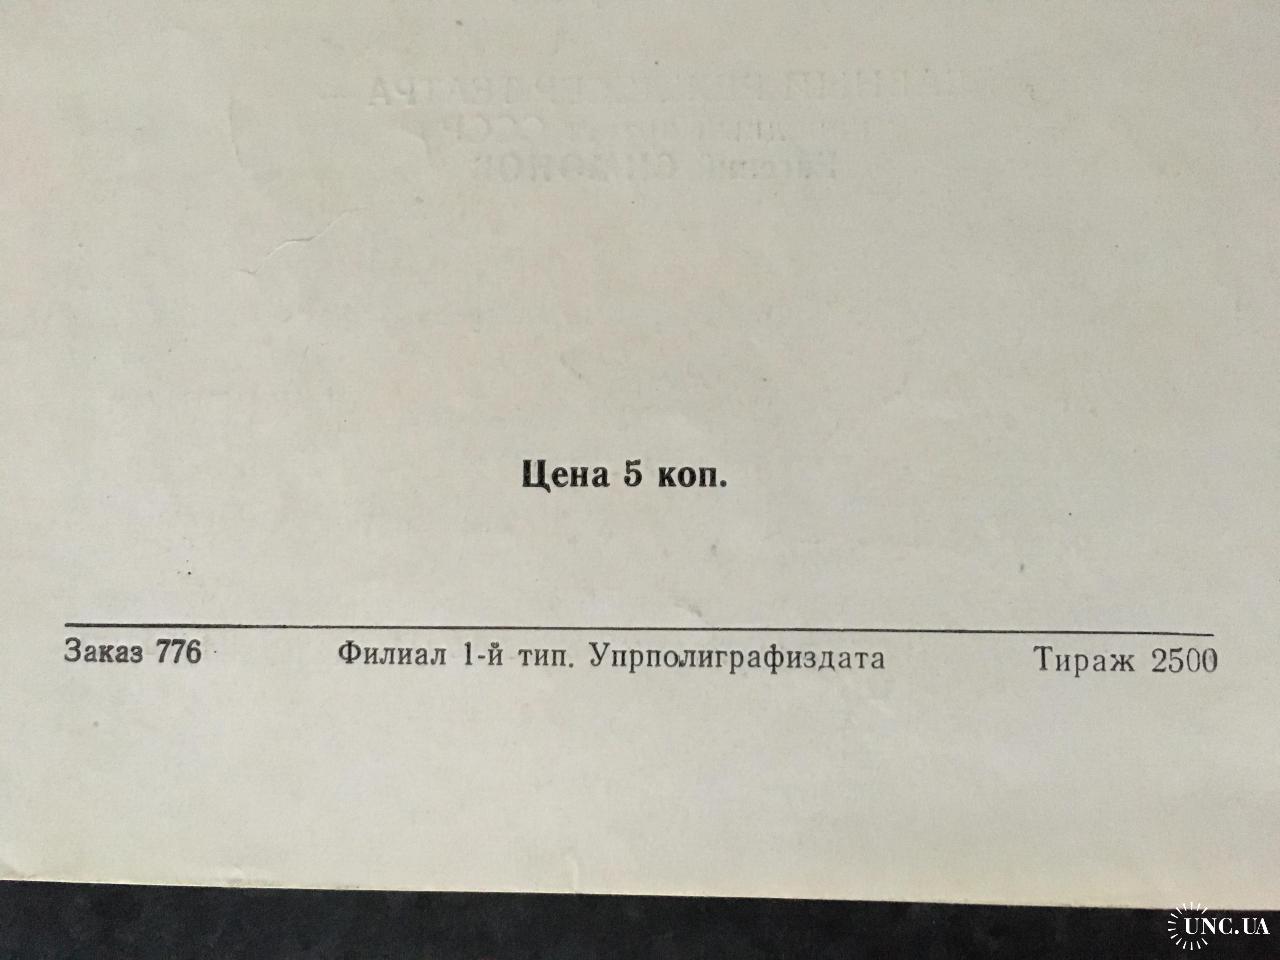 Цена 5 коп.
Заказ 776 Филиал 1-й тип. Упрполиграфиздата Тираж 2500
UNC.UA